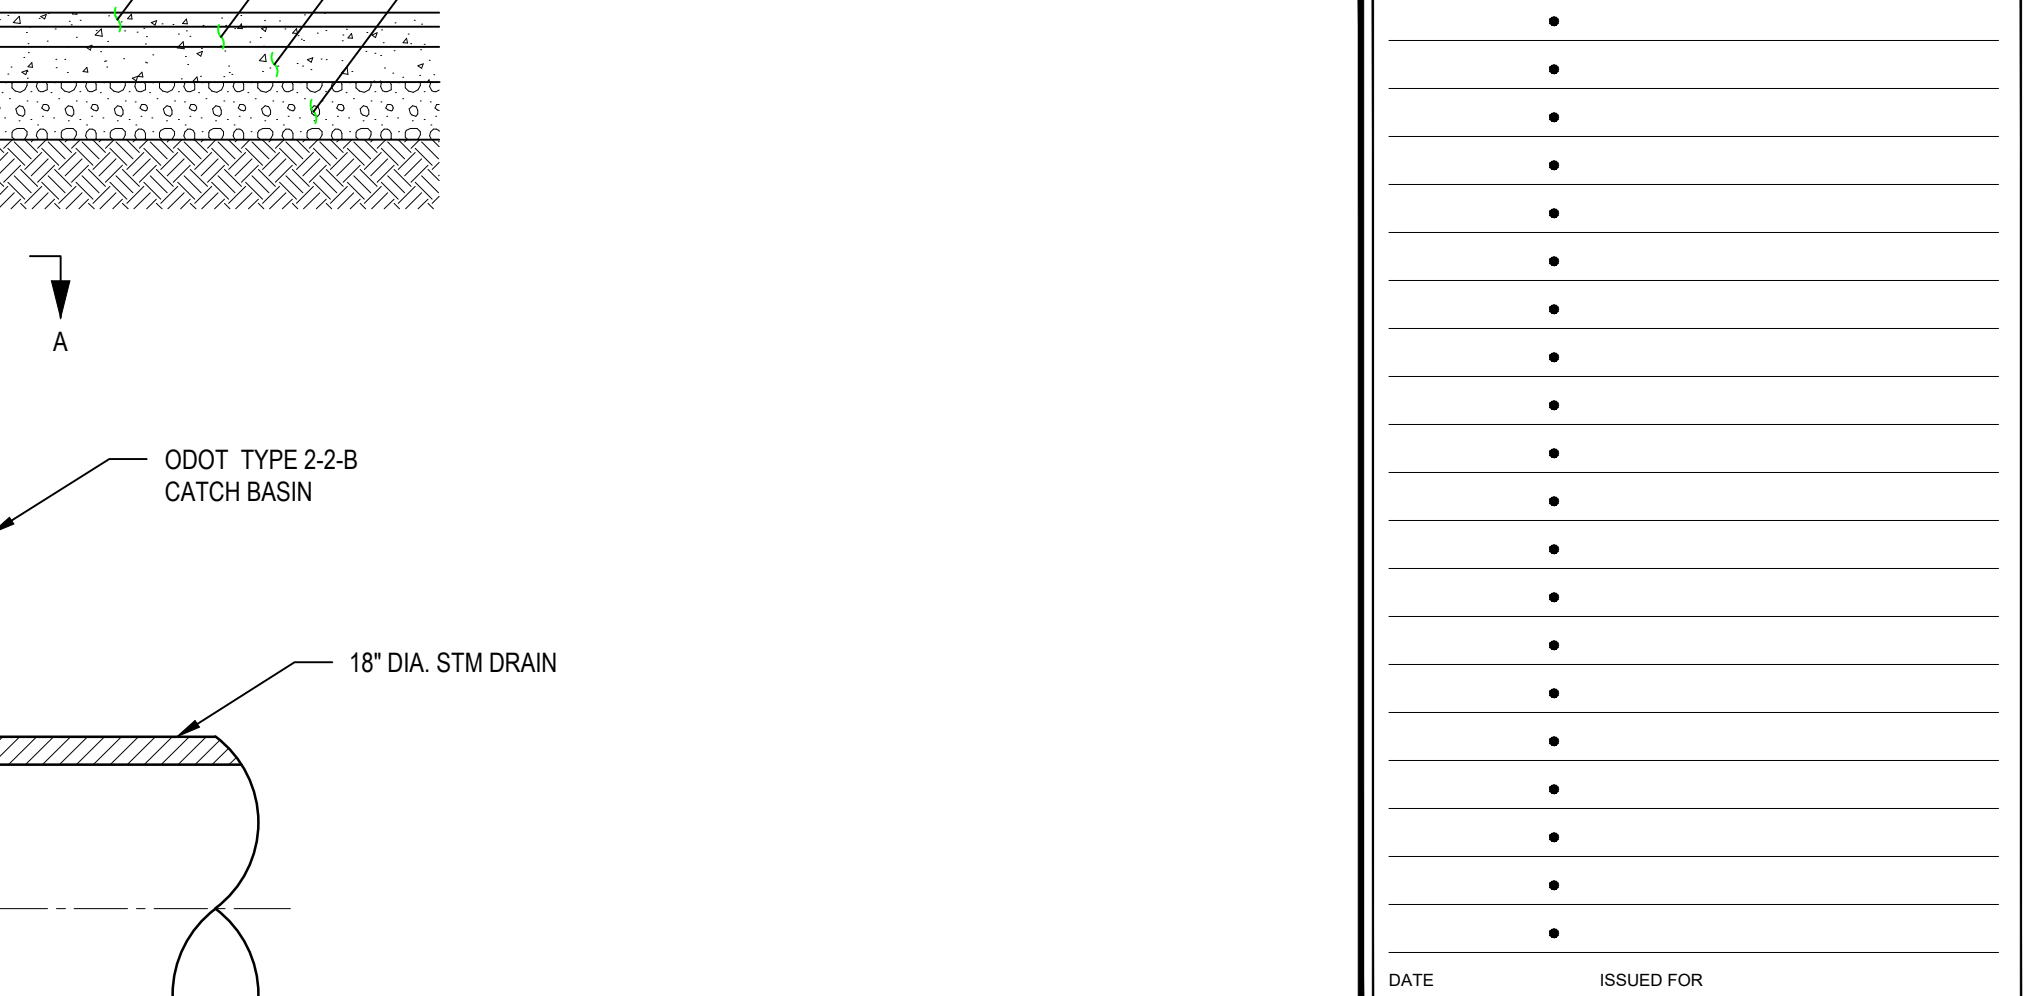 A
ODOT  TYPE 2-2-B
CATCH BASIN
18" DIA. STM DRAIN
DATE ISSUED FOR